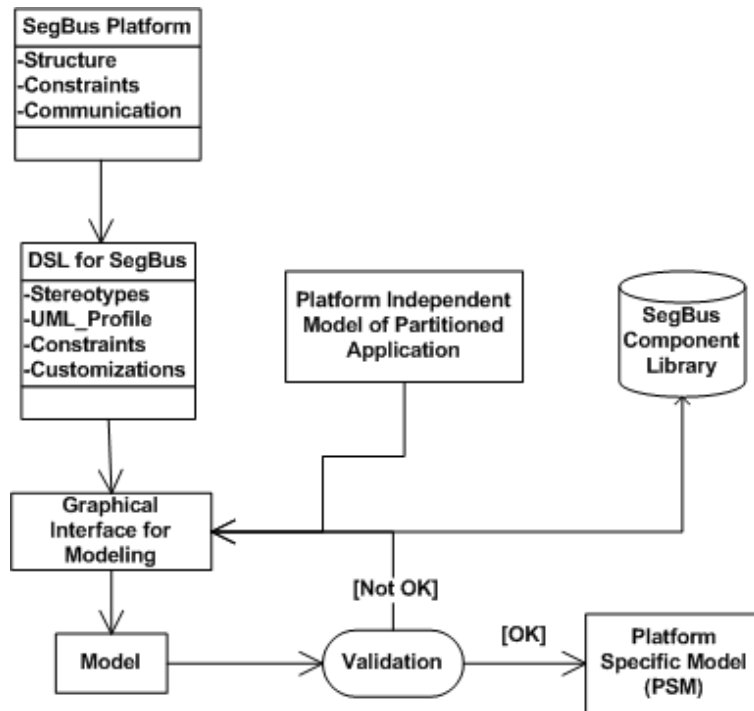 SegBus Platform
-Structure
-Constraints
-Communication
DSL for SegBus
-Stereotypes
-UML_Profile
-Constraints
-Customizations
Platform Independent
Model of Partitioned
Application
SegBus
Component
Library
Graphical
Interface for
Modeling
[Not OK]
Model
Validation
[OK]
Platform
Specific Model
(PSM)